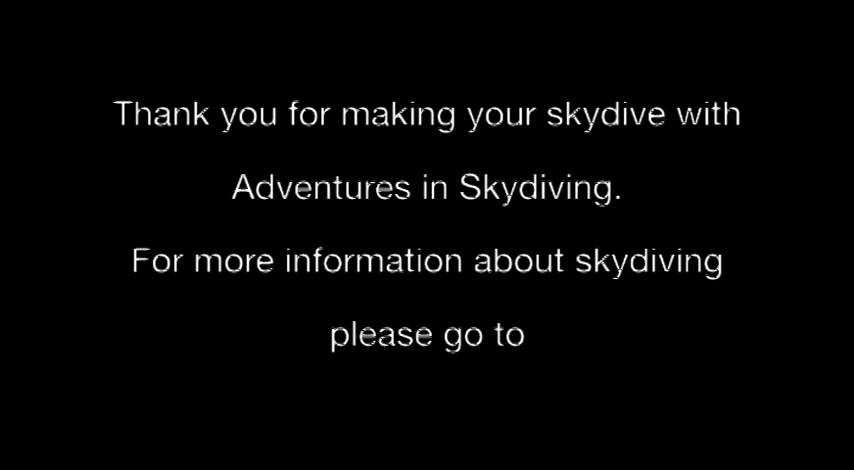 Thank you for making your skydive with
Adventures in Skydiving.
For more information about skydiving
please go to